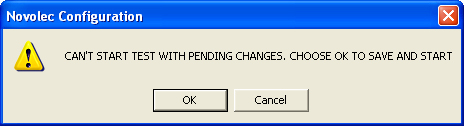 Novolec Configuration
CAN'T START TEST WITH PENDING CHANGES. CHOOSE OK TO SAVE AND START
OK
Cancel